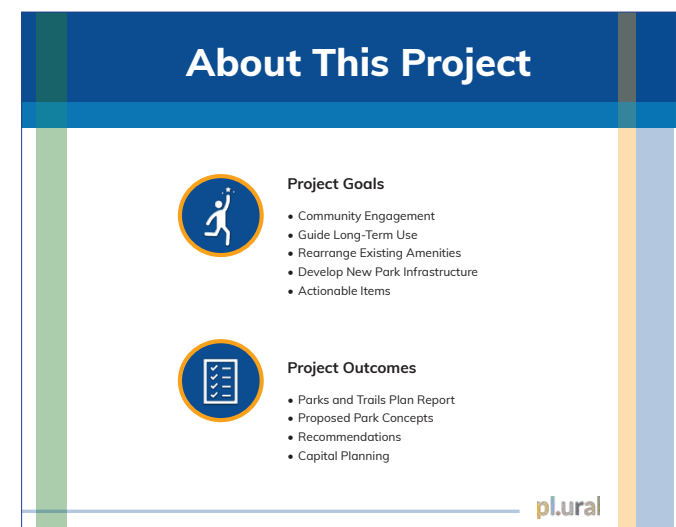 About This Project
Project Goals
• Community Engagement
• Guide Long-Term Use
• Rearrange Existing Amenities
• Develop New Park Infrastructure
• Actionable Items
Project Outcomes
• Parks and Trails Plan Report
• Proposed Park Concepts
• Recommendations
• Capital Planning
pl.ural